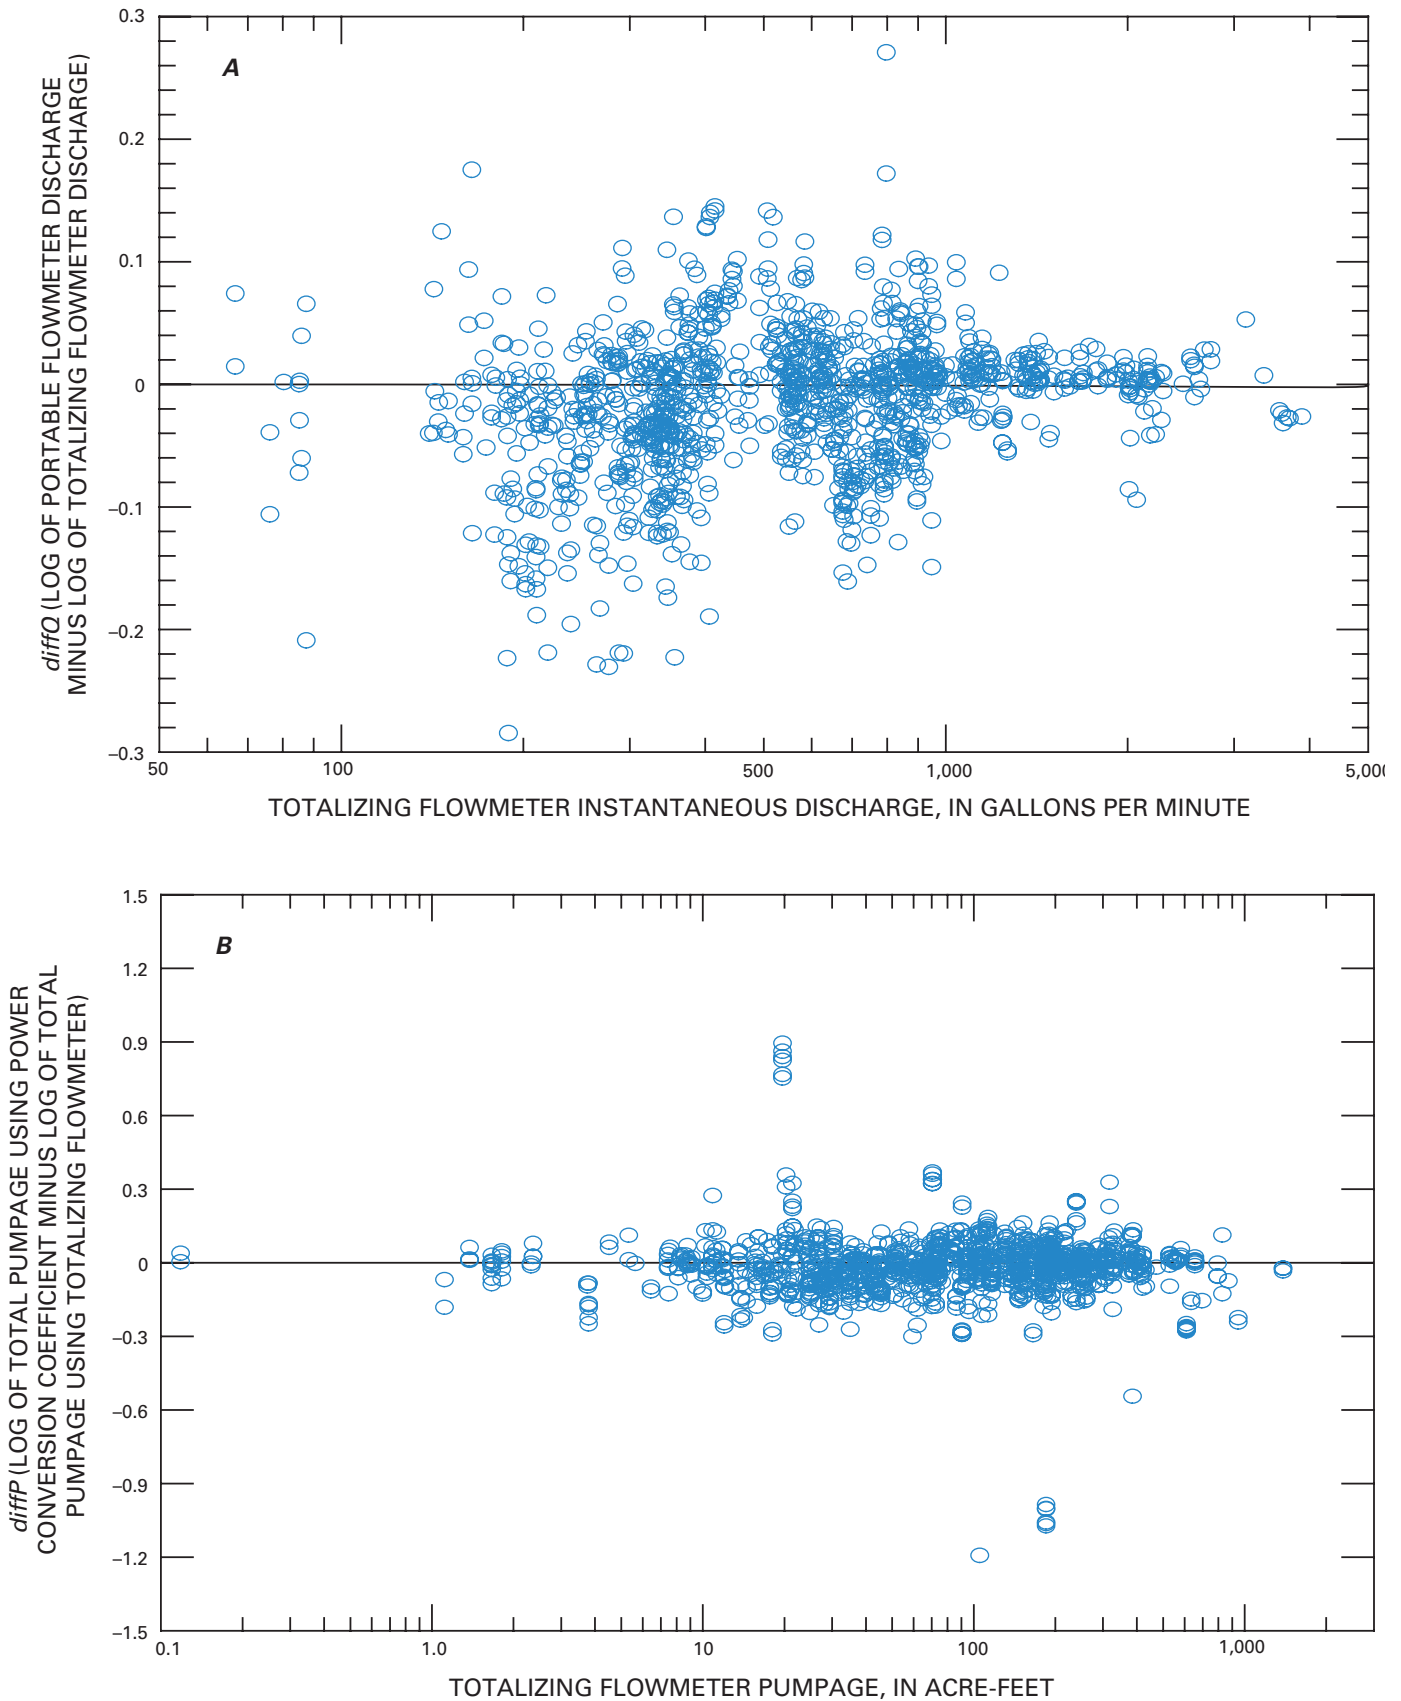 A
0.3
0.2
0.1
0
–0.1
–0.2
–0.3
diffQ (LOG OF PORTABLE FLOWMETER DISCHARGE
MINUS LOG OF TOTALIZING FLOWMETER DISCHARGE)
50 100 500 1,000 5,000
TOTALIZING FLOWMETER INSTANTANEOUS DISCHARGE, IN GALLONS PER MINUTE
B
1.5
1.2
0.9
0.6
0.3
0
–0.3
–0.6
–0.9
–1.2
–1.5
diffP (LOG OF TOTAL PUMPAGE USING POWER
CONVERSION COEFFICIENT MINUS LOG OF TOTAL
PUMPAGE USING TOTALIZING FLOWMETER)
0.1 1.0 10 100 1,000
TOTALIZING FLOWMETER PUMPAGE, IN ACRE-FEET